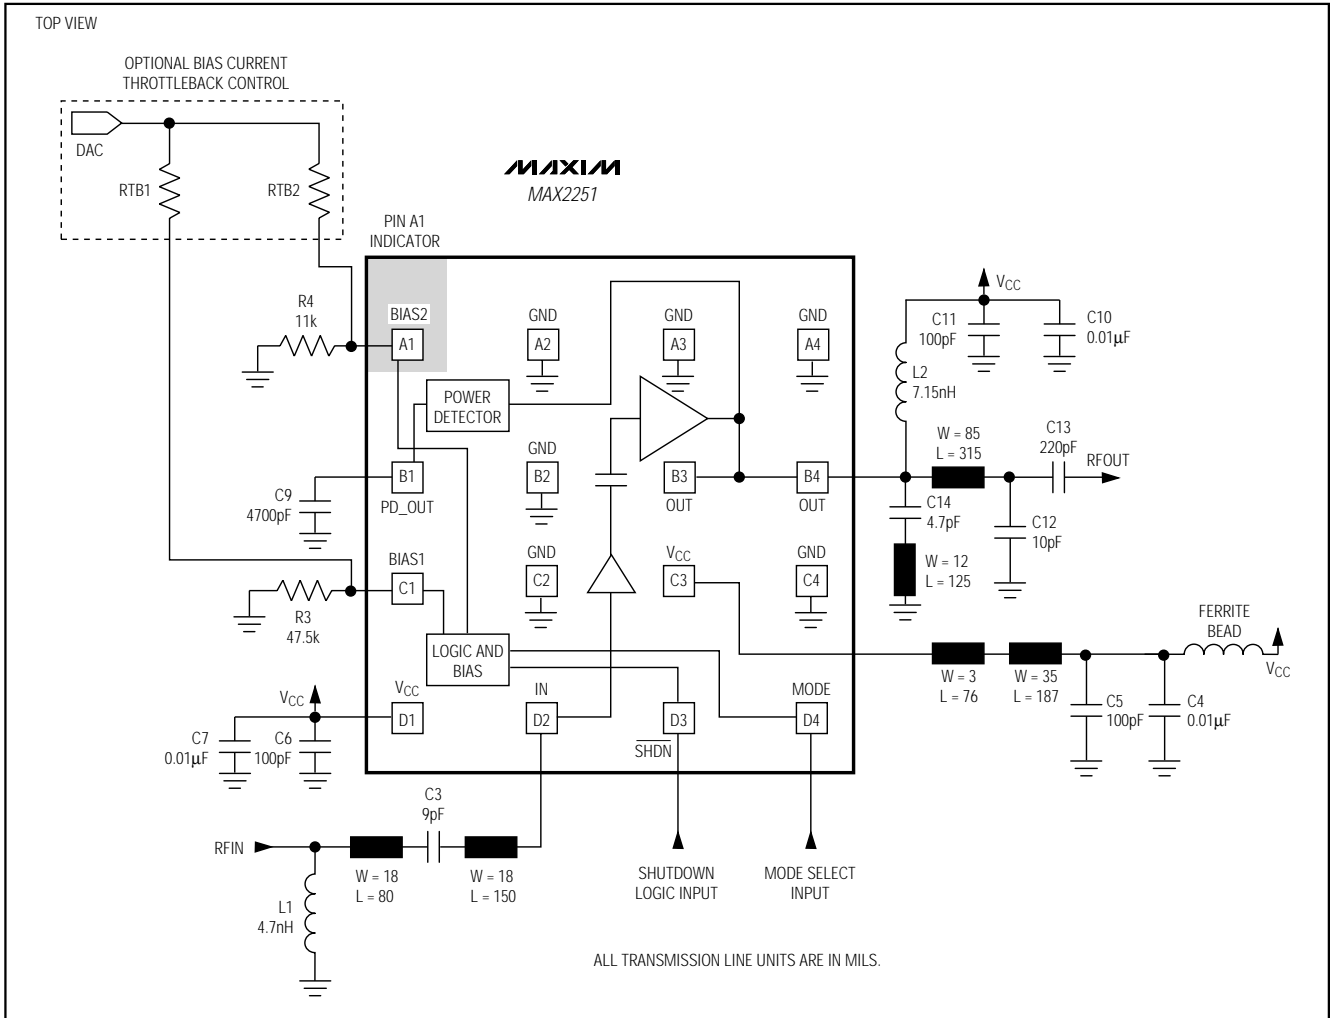 TOP VIEW
OPTIONAL BIAS CURRENT
THROTTLEBACK CONTROL
DAC
RTB1
RTB2
MAXIM
MAX2251
PIN A1
INDICATOR
R4
11k
BIAS2
A1
GND
A2
GND
A3
GND
A4
VCC
C11
100pF
C10
0.01μF
L2
7.15nH
POWER
DETECTOR
W = 85
L = 315
C13
220pF
RFOUT
C9
4700pF
B1
PD_OUT
GND
B2
B3
OUT
B4
OUT
C14
4.7pF
C12
10pF
W = 12
L = 125
BIAS1
C1
R3
47.5k
GND
C2
VCC
C3
GND
C4
LOGIC AND
BIAS
FERRITE
BEAD
VCC
W = 3
L = 76
W = 35
L = 187
C5
100pF
C4
0.01μF
VCC
C7
0.01μF
C6
100pF
VCC
D1
IN
D2
D3
SHDN
MODE
D4
RFIN
C3
9pF
W = 18
L = 80
W = 18
L = 150
L1
4.7nH
SHUTDOWN
LOGIC INPUT
MODE SELECT
INPUT
ALL TRANSMISSION LINE UNITS ARE IN MILS.